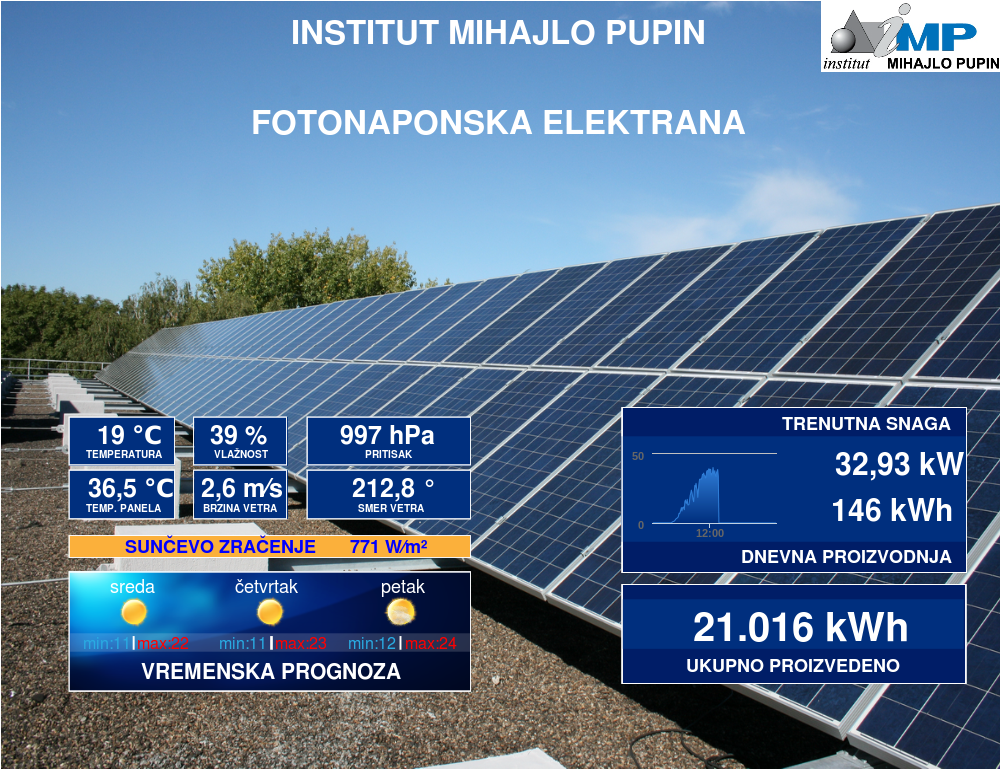 INSTITUT MIHAJLO PUPIN
iMP
institut MIHAJLO PUPIN
FOTONAPONSKA ELEKTRANA
19 °C
TEMPERATURA
39 %
VLAŽNOST
997 hPa
PRITISAK
36,5 °C
TEMP. PANELA
2,6 m/s
BRZINA VETRA
212,8 °
SMER VETRA
SUNČEVO ZRAČENJE 771 W/m²
sreda
četvrtak
petak
min:11 max:22
min:11 max:23
min:12 max:24
VREMENSKA PROGNOZA
TRENUTNA SNAGA
50
0
12:00
32,93 kW
146 kWh
DNEVNA PROIZVODNJA
21.016 kWh
UKUPNO PROIZVEDENO